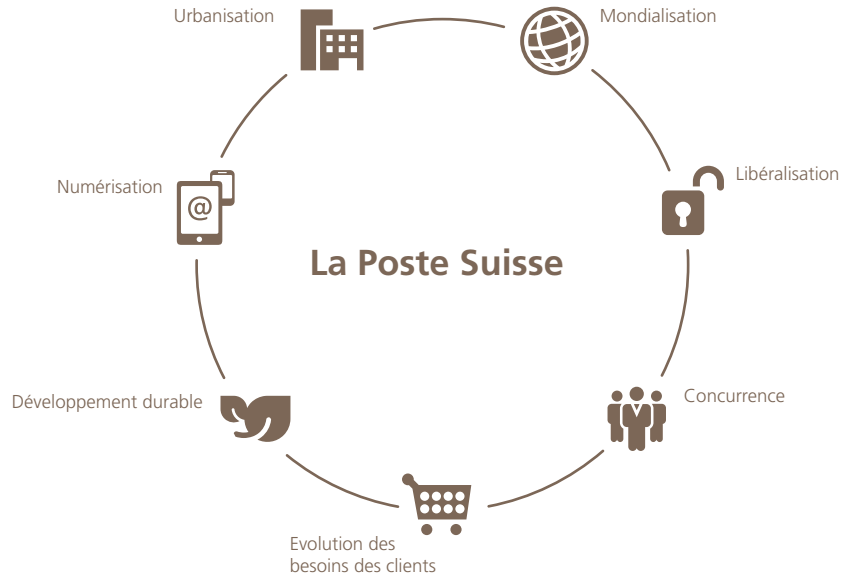 Urbanisation
Mondialisation
Libéralisation
Numérisation
@
La Poste Suisse
Développement durable
Concurrence
Evolution des
besoins des clients